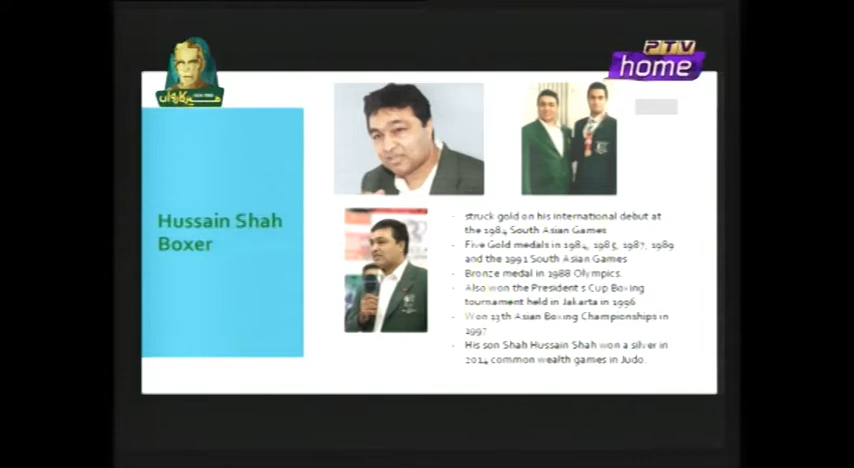 PTV
home
میر کارواں
Hussain Shah
Boxer
struck gold on his international debut at
the 1984 South Asian Games
Five Gold medals in 1984, 1985, 1987, 1989
and the 1991 South Asian Games
Bronze medal in 1988 Olympics.
Also won the President's Cup Boxing
tournament held in Jakarta in 1996
Won 13th Asian Boxing Championships in
1997
His son Shah Hussain Shah won a silver in
2014 common wealth games in Judo.